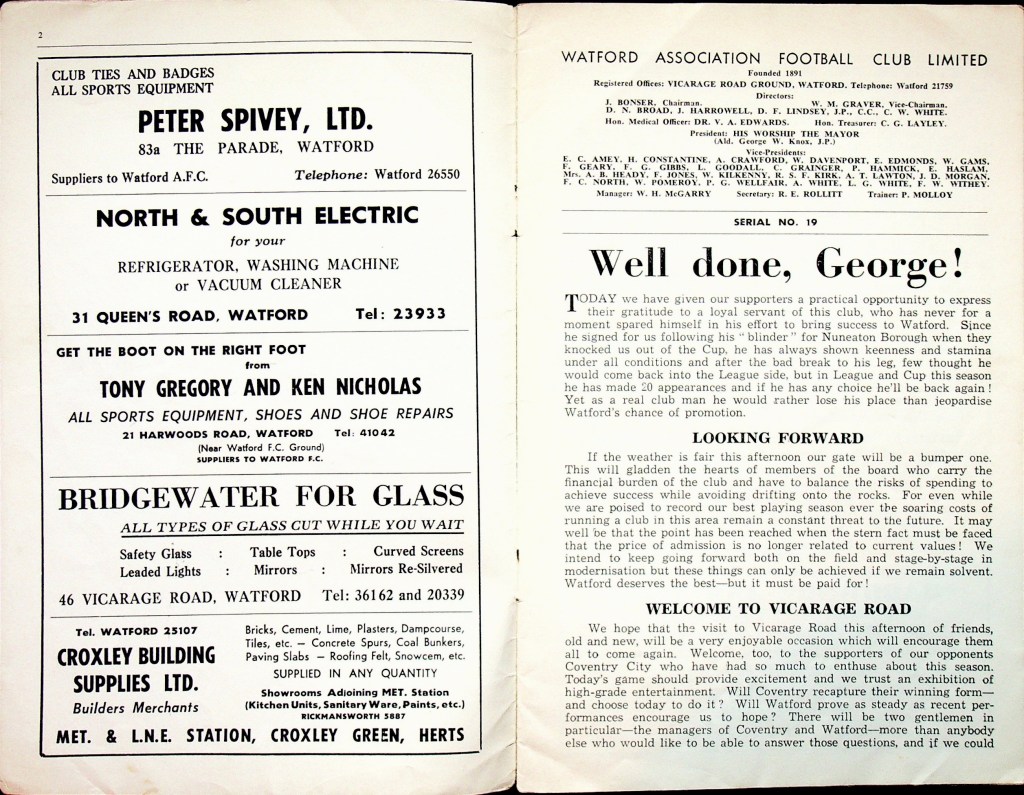 2
CLUB TIES AND BADGES
ALL SPORTS EQUIPMENT
PETER SPIVEY, LTD.
83a THE PARADE, WATFORD
Suppliers to Watford A.F.C. Telephone: Watford 26550
NORTH & SOUTH ELECTRIC
for your
REFRIGERATOR, WASHING MACHINE
or VACUUM CLEANER
31 QUEEN'S ROAD, WATFORD Tel: 23933
GET THE BOOT ON THE RIGHT FOOT
from
TONY GREGORY AND KEN NICHOLAS
ALL SPORTS EQUIPMENT, SHOES AND SHOE REPAIRS
21 HARWOODS ROAD, WATFORD Tel: 41042
(Near Watford F.C. Ground)
SUPPLIERS TO WATFORD F.C.
BRIDGEWATER FOR GLASS
ALL TYPES OF GLASS CUT WHILE YOU WAIT
Safety Glass : Table Tops : Curved Screens
Leaded Lights : Mirrors : Mirrors Re-Silvered
46 VICARAGE ROAD, WATFORD Tel: 36162 and 20339
Tel. WATFORD 25107
CROXLEY BUILDING
SUPPLIES LTD.
Builders Merchants
Bricks, Cement, Lime, Plasters, Dampcourse,
Tiles, etc. — Concrete Spurs, Coal Bunkers,
Paving Slabs — Roofing Felt, Snowcem, etc.
SUPPLIED IN ANY QUANTITY
Showrooms Adjoining MET. Station
(Kitchen Units, Sanitary Ware, Paints, etc.)
RICKMANSWORTH 5887
MET. & L.N.E. STATION, CROXLEY GREEN, HERTS
WATFORD ASSOCIATION FOOTBALL CLUB LIMITED
Founded 1891
Registered Offices: VICARAGE ROAD GROUND, WATFORD. Telephone: Watford 21759
Directors:
J. BONSER, Chairman. W. M. GRAVER, Vice-Chairman.
D. N. BROAD, J. HARROWELL, D. F. LINDSEY, J.P., C.C., C. W. WHITE.
Hon. Medical Officer: DR. V. A. EDWARDS. Hon. Treasurer: C. G. LAYLEY.
President: HIS WORSHIP THE MAYOR
(Ald. George W. Knox, J.P.)
Vice-Presidents:
E. C. AMEY, H. CONSTANTINE, A. CRAWFORD, W. DAVENPORT, E. EDMONDS, W. GAMS,
F. GEARY, F. G. GIBBS, L. GOODALL, C. GRAINGER, P. HAMMICK, E. HASLAM,
Mrs. A. B. HEADY, F. JONES, W. KILKENNY, R. S. F. KIRK, A. T. LAWTON, J. D. MORGAN,
F. C. NORTH, W. POMEROY, P. G. WELLFAIR, A. WHITE, L. G. WHITE, F. W. WITHEY.
Manager: W. H. McGARRY Secretary: R. E. ROLLITT Trainer: P. MOLLOY
SERIAL NO. 19
Well done, George!
TODAY we have given our supporters a practical opportunity to express
their gratitude to a loyal servant of this club, who has never for a
moment spared himself in his effort to bring success to Watford. Since
he signed for us following his "blinder" for Nuneaton Borough when they
knocked us out of the Cup, he has always shown keenness and stamina
under all conditions and after the bad break to his leg, few thought he
would come back into the League side, but in League and Cup this season
he has made 20 appearances and if he has any choice he'll be back again!
Yet as a real club man he would rather lose his place than jeopardise
Watford's chance of promotion.
LOOKING FORWARD
If the weather is fair this afternoon our gate will be a bumper one.
This will gladden the hearts of members of the board who carry the
financial burden of the club and have to balance the risks of spending to
achieve success while avoiding drifting onto the rocks. For even while
we are poised to record our best playing season ever the soaring costs of
running a club in this area remain a constant threat to the future. It may
well be that the point has been reached when the stern fact must be faced
that the price of admission is no longer related to current values! We
intend to keep going forward both on the field and stage-by-stage in
modernisation but these things can only be achieved if we remain solvent.
Watford deserves the best—but it must be paid for!
WELCOME TO VICARAGE ROAD
We hope that the visit to Vicarage Road this afternoon of friends,
old and new, will be a very enjoyable occasion which will encourage them
all to come again. Welcome, too, to the supporters of our opponents
Coventry City who have had so much to enthuse about this season.
Today's game should provide excitement and we trust an exhibition of
high-grade entertainment. Will Coventry recapture their winning form—
and choose today to do it? Will Watford prove as steady as recent per-
formances encourage us to hope? There will be two gentlemen in
particular—the managers of Coventry and Watford—more than anybody
else who would like to be able to answer those questions, and if we could